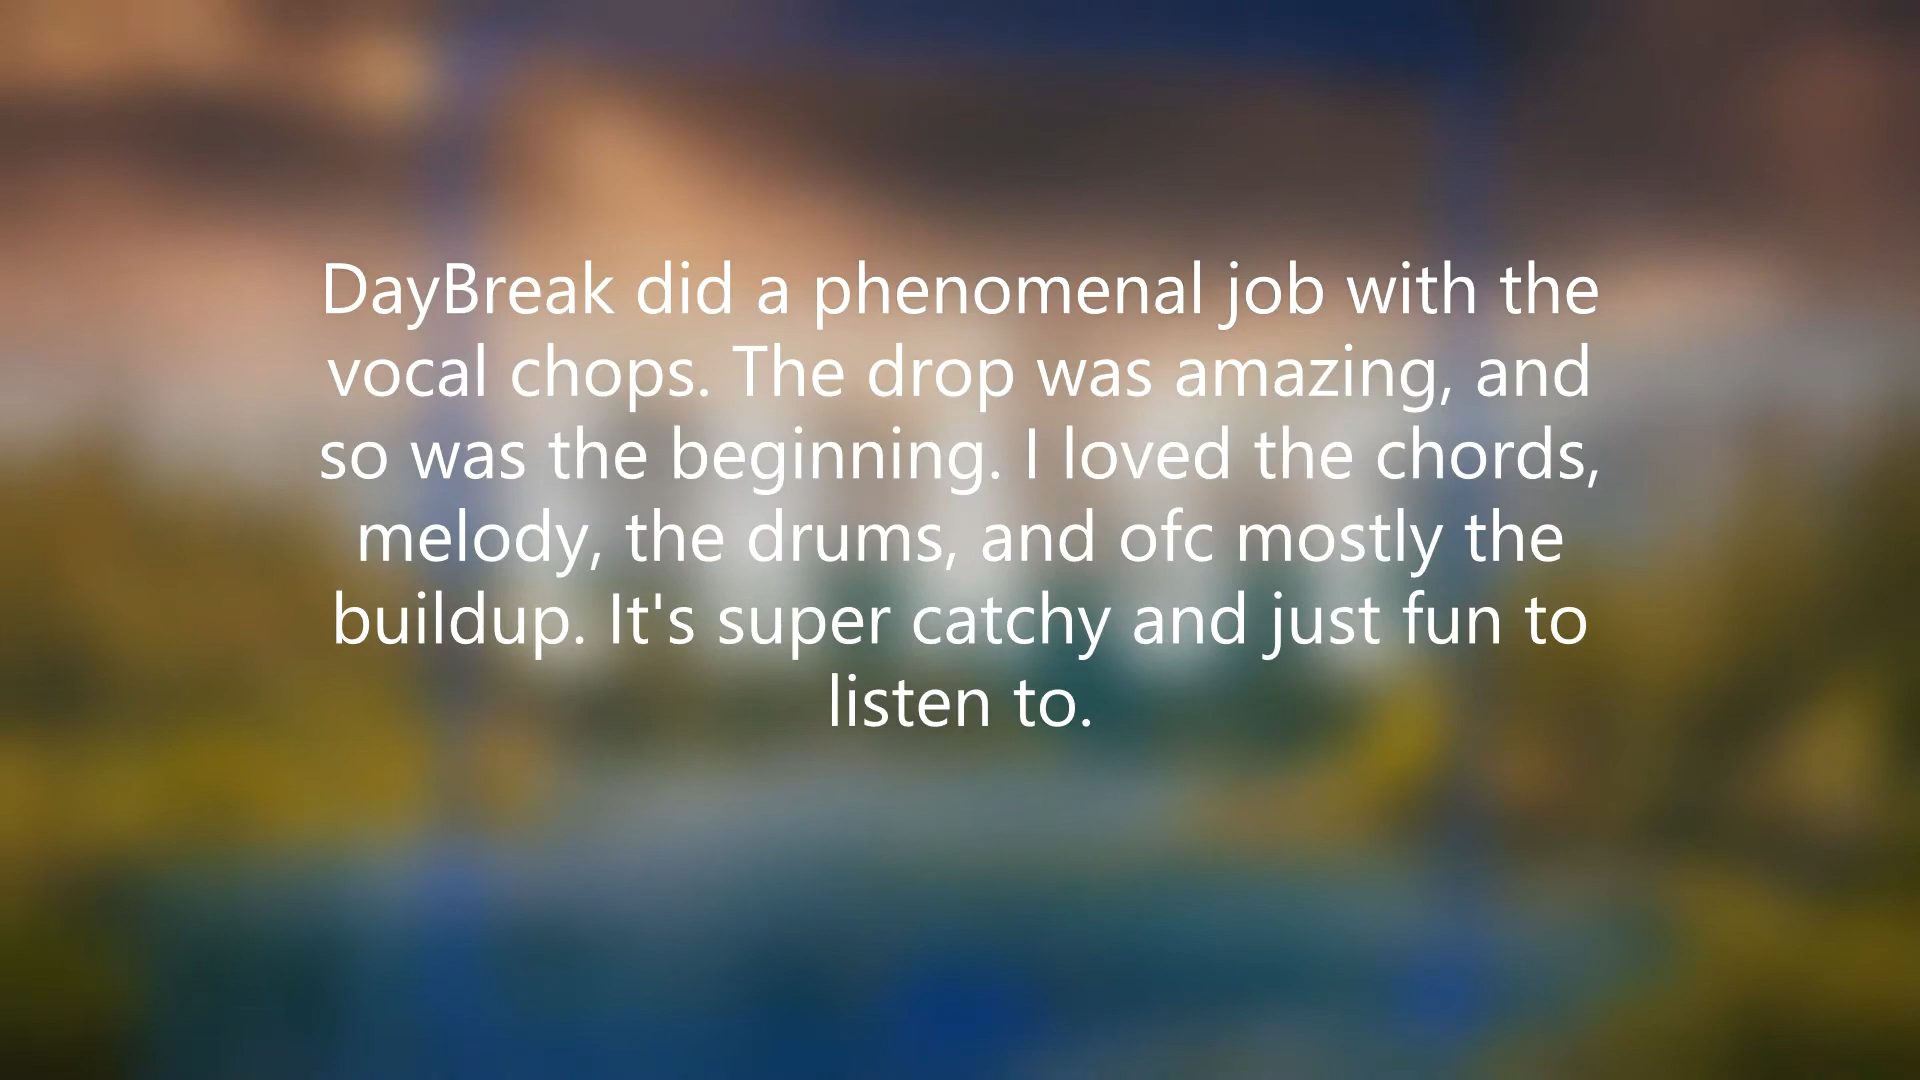 DayBreak did a phenomenal job with the
vocal chops. The drop was amazing, and
so was the beginning. I loved the chords,
melody, the drums, and ofc mostly the
buildup. It's super catchy and just fun to
listen to.